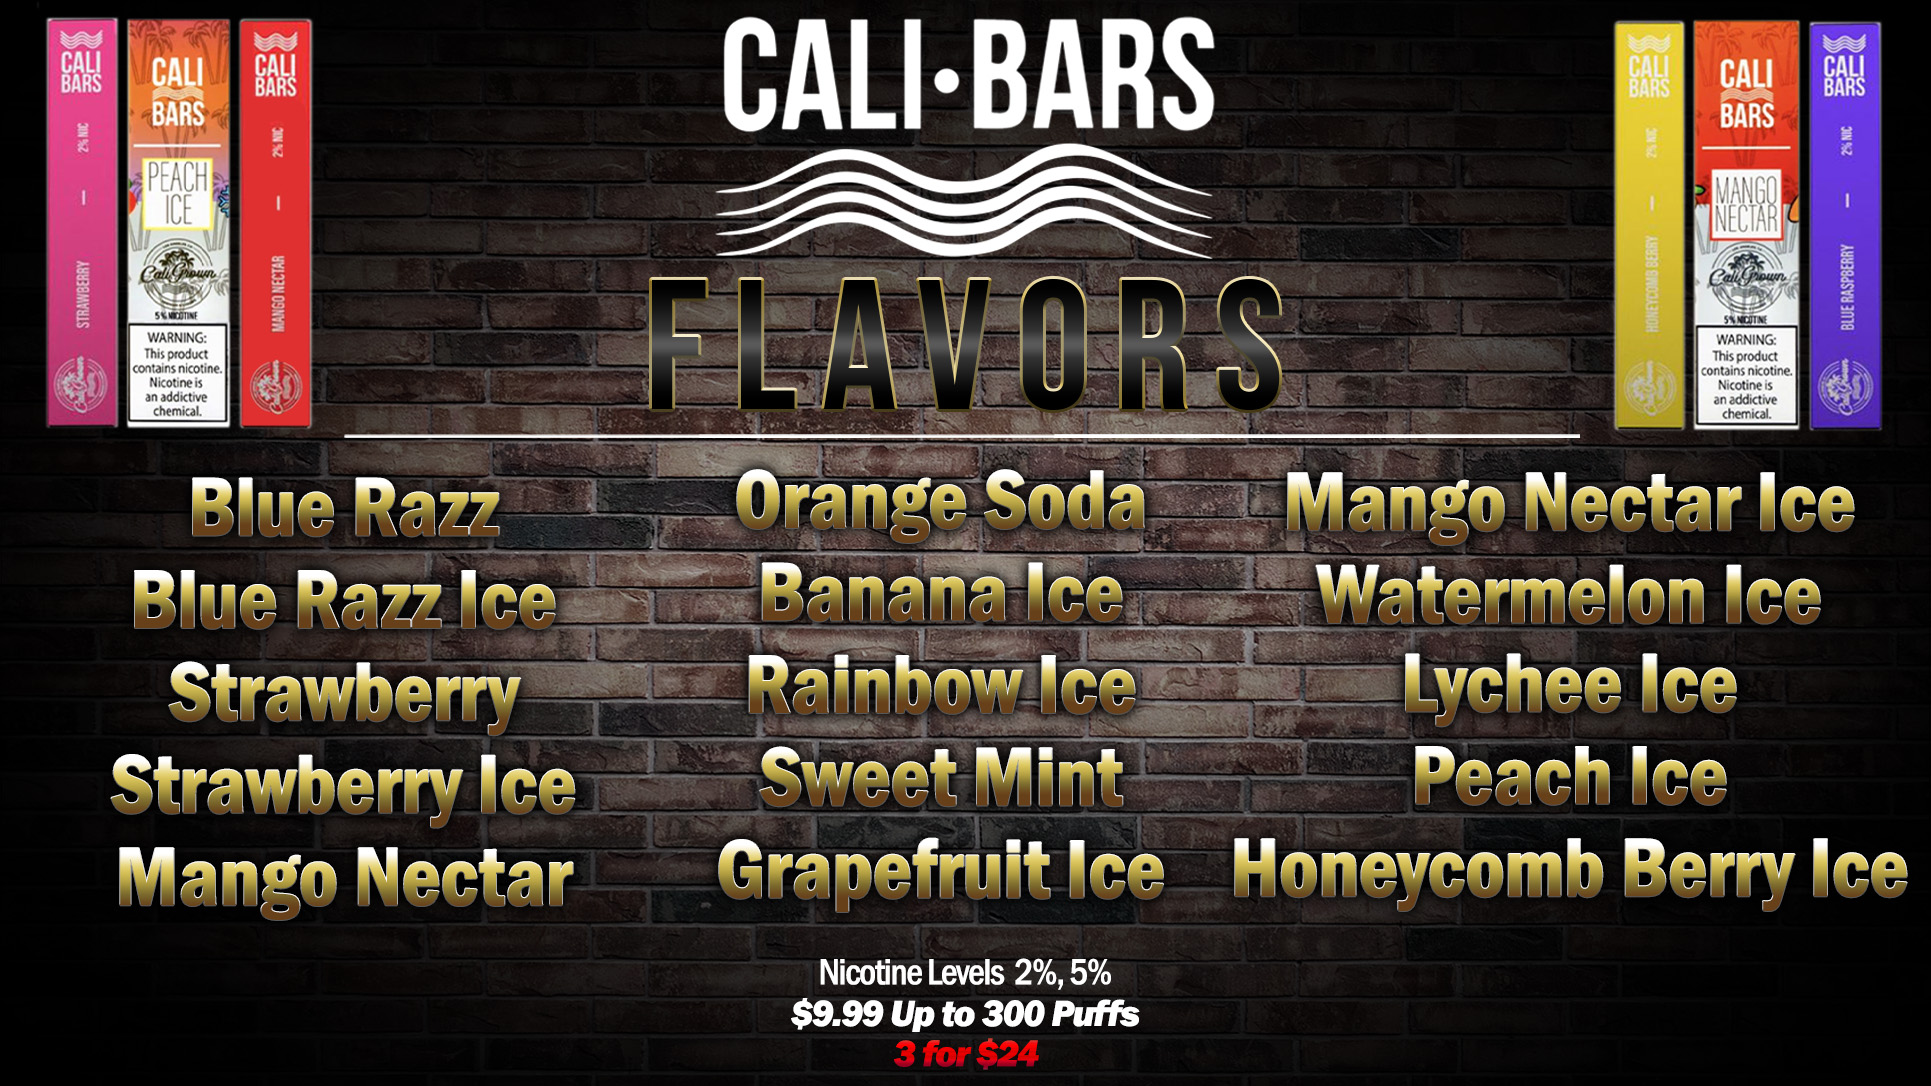 CALI BARS
2% NIC
STRAWBERRY
CALI
BARS
PEACH
ICE
Cali Grown
5% NICOTINE
WARNING:
This product
contains nicotine.
Nicotine is
an addictive
chemical.
CALI BARS
2% NIC
MANGO NECTAR
CALI•BARS
FLAVORS
CALI BARS
2% NIC
HONEYCOMB BERRY
CALI
BARS
MANGO
NECTAR
Cali Grown
5% NICOTINE
WARNING:
This product
contains nicotine.
Nicotine is
an addictive
chemical.
CALI BARS
2% NIC
BLUE RASPBERRY
Blue Razz
Blue Razz Ice
Strawberry
Strawberry Ice
Mango Nectar
Orange Soda
Banana Ice
Rainbow Ice
Sweet Mint
Grapefruit Ice
Mango Nectar Ice
Watermelon Ice
Lychee Ice
Peach Ice
Honeycomb Berry Ice
Nicotine Levels 2%, 5%
$9.99 Up to 300 Puffs
3 for $24